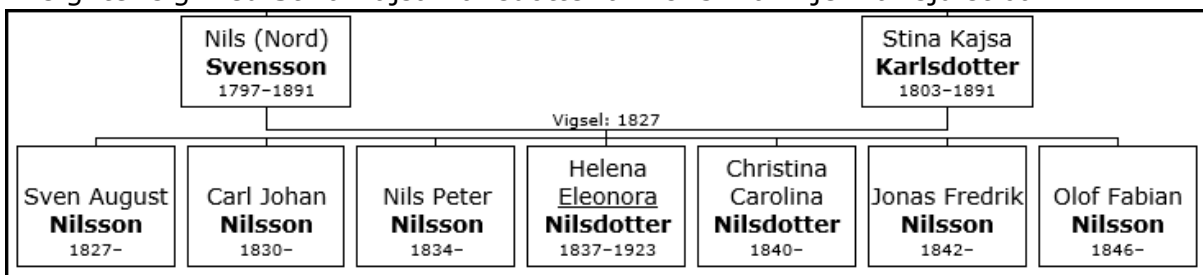 Nils (Nord)
Svensson
1797–1891
Stina Kajsa
Karlsdotter
1803–1891
Vigsel: 1827
Sven August
Nilsson
1827–
Carl Johan
Nilsson
1830–
Nils Peter
Nilsson
1834–
Helena
Eleonora
Nilsdotter
1837–1923
Christina
Carolina
Nilsdotter
1840–
Jonas Fredrik
Nilsson
1842–
Olof Fabian
Nilsson
1846–